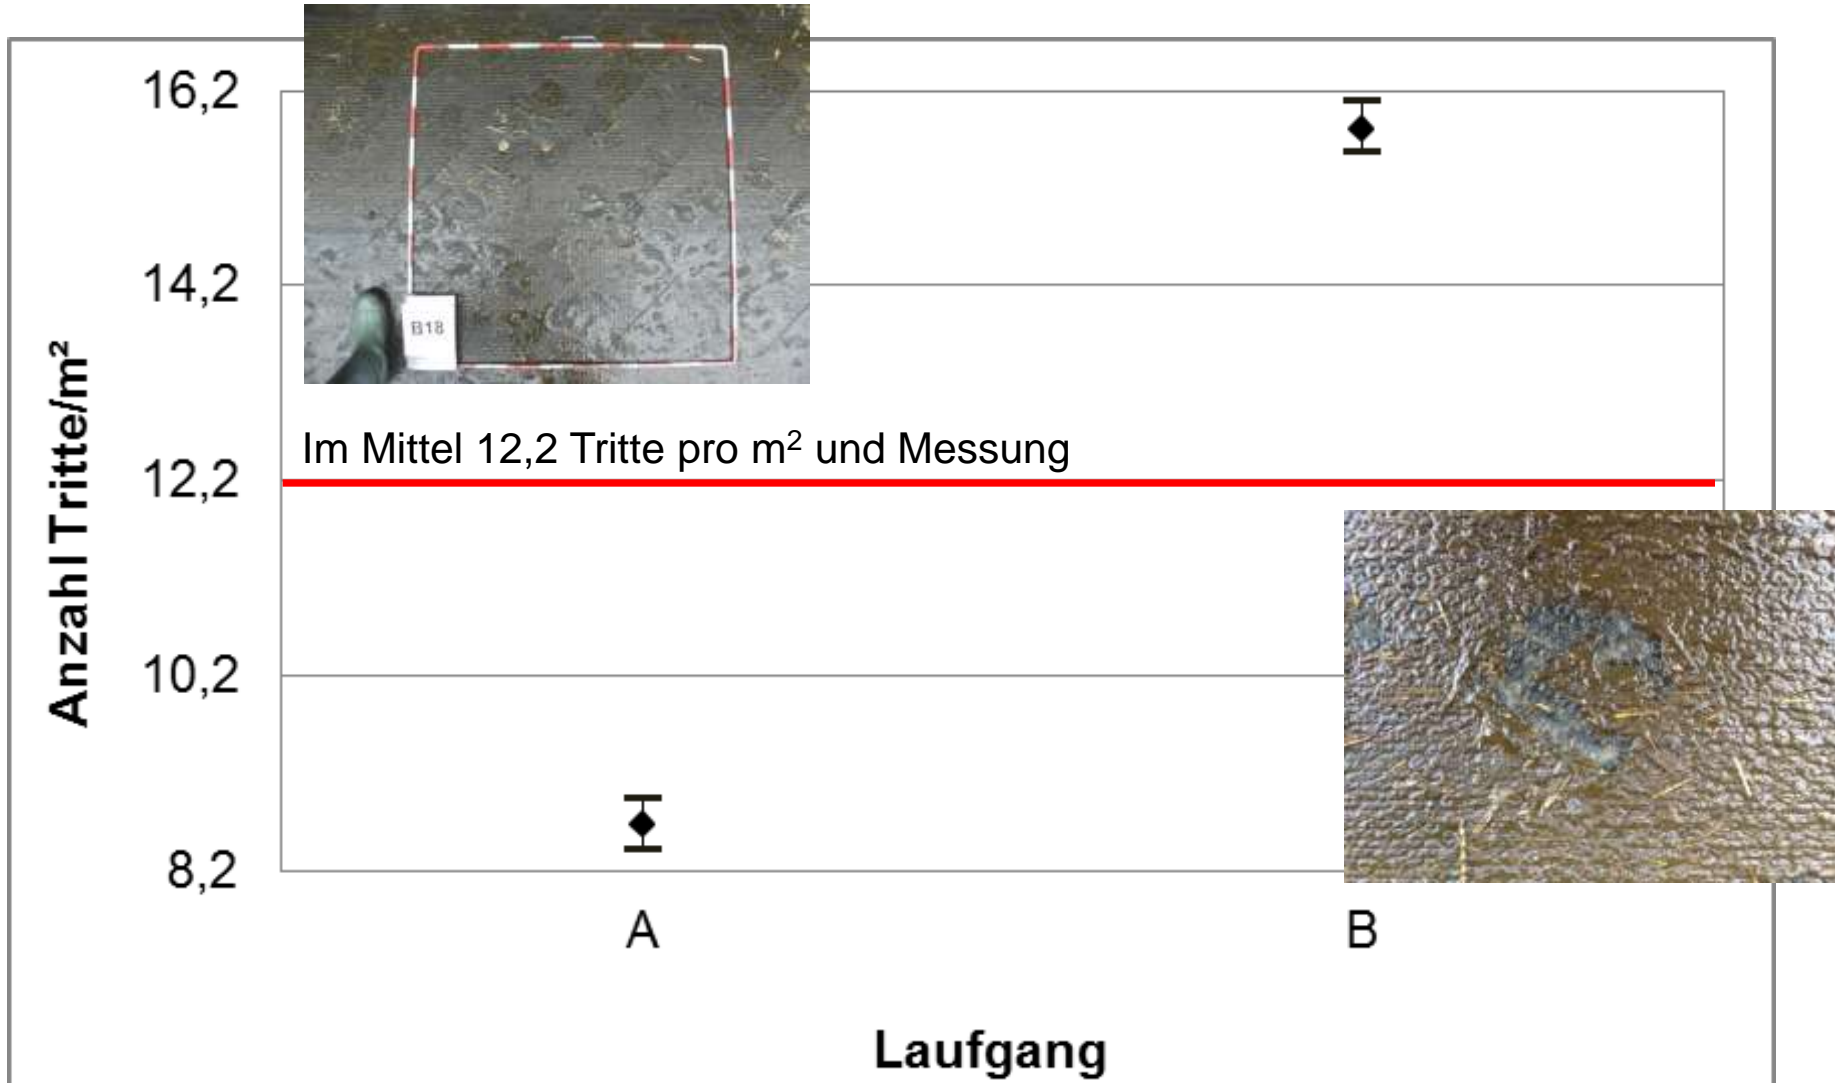 16,2
14,2
12,2
10,2
8,2
Anzahl Tritte/m²
B18
Im Mittel 12,2 Tritte pro m² und Messung
A
B
Laufgang